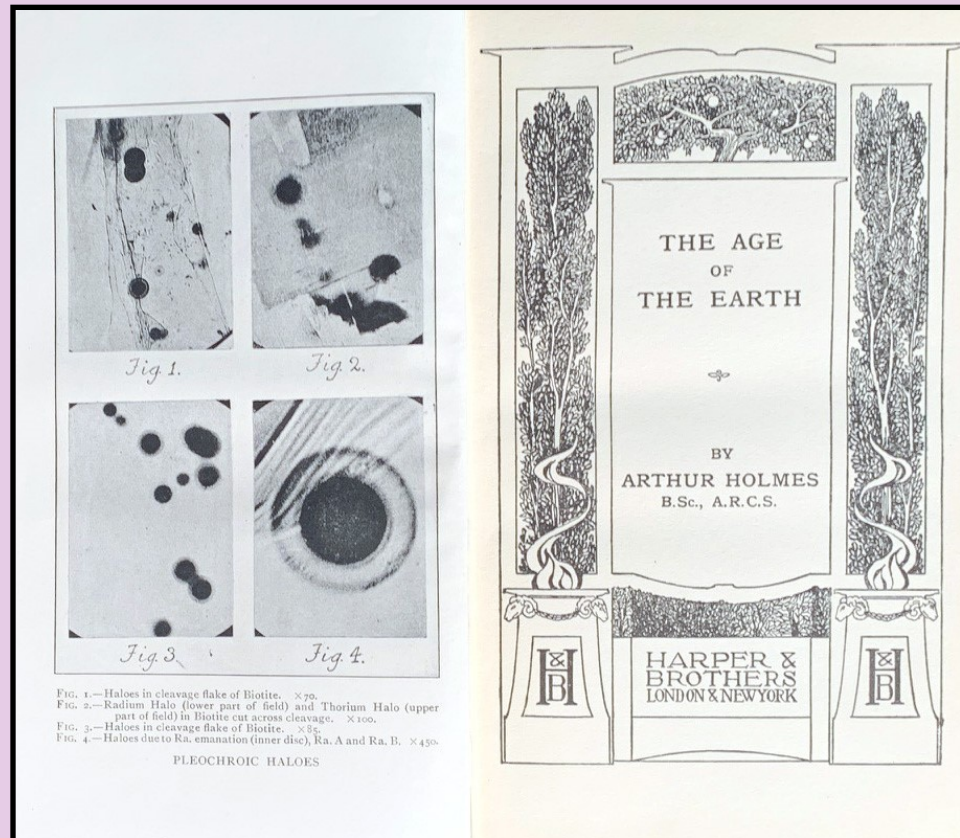 Fig 1.
Fig 2.
Fig 3.
Fig. 4.
FIG. 1.—Haloes in cleavage flake of Biotite. ×70.
FIG. 2.—Radium Halo (lower part of field) and Thorium Halo (upper
part of field) in Biotite cut across cleavage. ×100.
FIG. 3.—Haloes in cleavage flake of Biotite. ×85.
FIG. 4.—Haloes due to Ra. emanation (inner disc), Ra. A and Ra. B. ×450.
PLEOCHROIC HALOES
THE AGE
OF
THE EARTH
BY
ARTHUR HOLMES
B.Sc., A.R.C.S.
H&B
HARPER &
BROTHERS
LONDON & NEW YORK
H&B